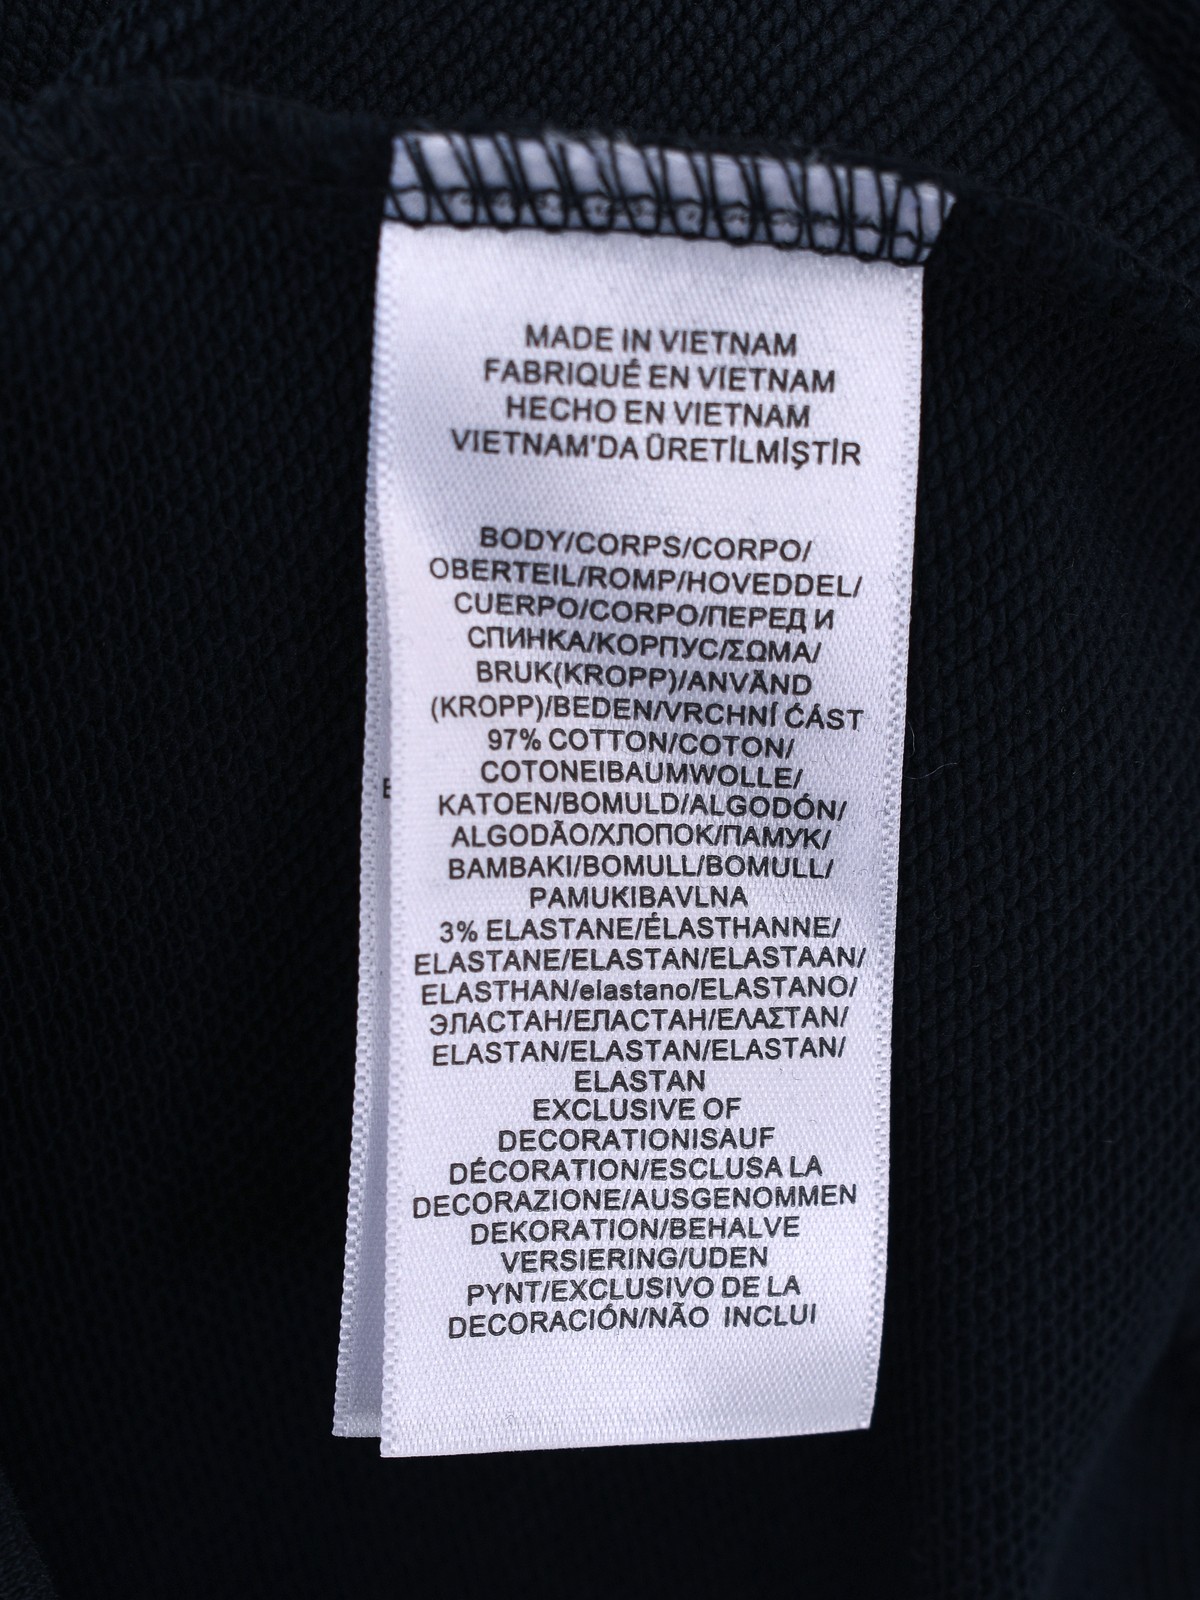 MADE IN VIETNAM
FABRIQUÉ EN VIETNAM
HECHO EN VIETNAM
VIETNAM'DA ÜRETİLMİŞTİR
BODY/CORPS/CORPO/
OBERTEIL/ROMP/HOVEDDEL/
CUERPO/CORPO/ПЕРЕД И
СПИНКА/КОРПУС/ΣΩΜΑ/
BRUK(KROPP)/ANVÄND
(KROPP)/BEDEN/VRCHNÍ ĆÁST
97% COTTON/COTON/
COTONEIBAUMWOLLE/
KATOEN/BOMULD/ALGODÓN/
ALGODÃO/ХЛОПОК/ПАМУК/
BAMBAKI/BOMULL/BOMULL/
PAMUKIBAVLNA
3% ELASTANE/ÉLASTHANNE/
ELASTANE/ELASTAN/ELASTAAN/
ELASTHAN/elastano/ELASTANO/
ЭЛАСТАН/ЕЛАСТАН/ΕΛΑΣΤΑΝ/
ELASTAN/ELASTAN/ELASTAN/
ELASTAN
EXCLUSIVE OF
DECORATIONISAUF
DÉCORATION/ESCLUSA LA
DECORAZIONE/AUSGENOMMEN
DEKORATION/BEHALVE
VERSIERING/UDEN
PYNT/EXCLUSIVO DE LA
DECORACIÓN/NÃO INCLUI